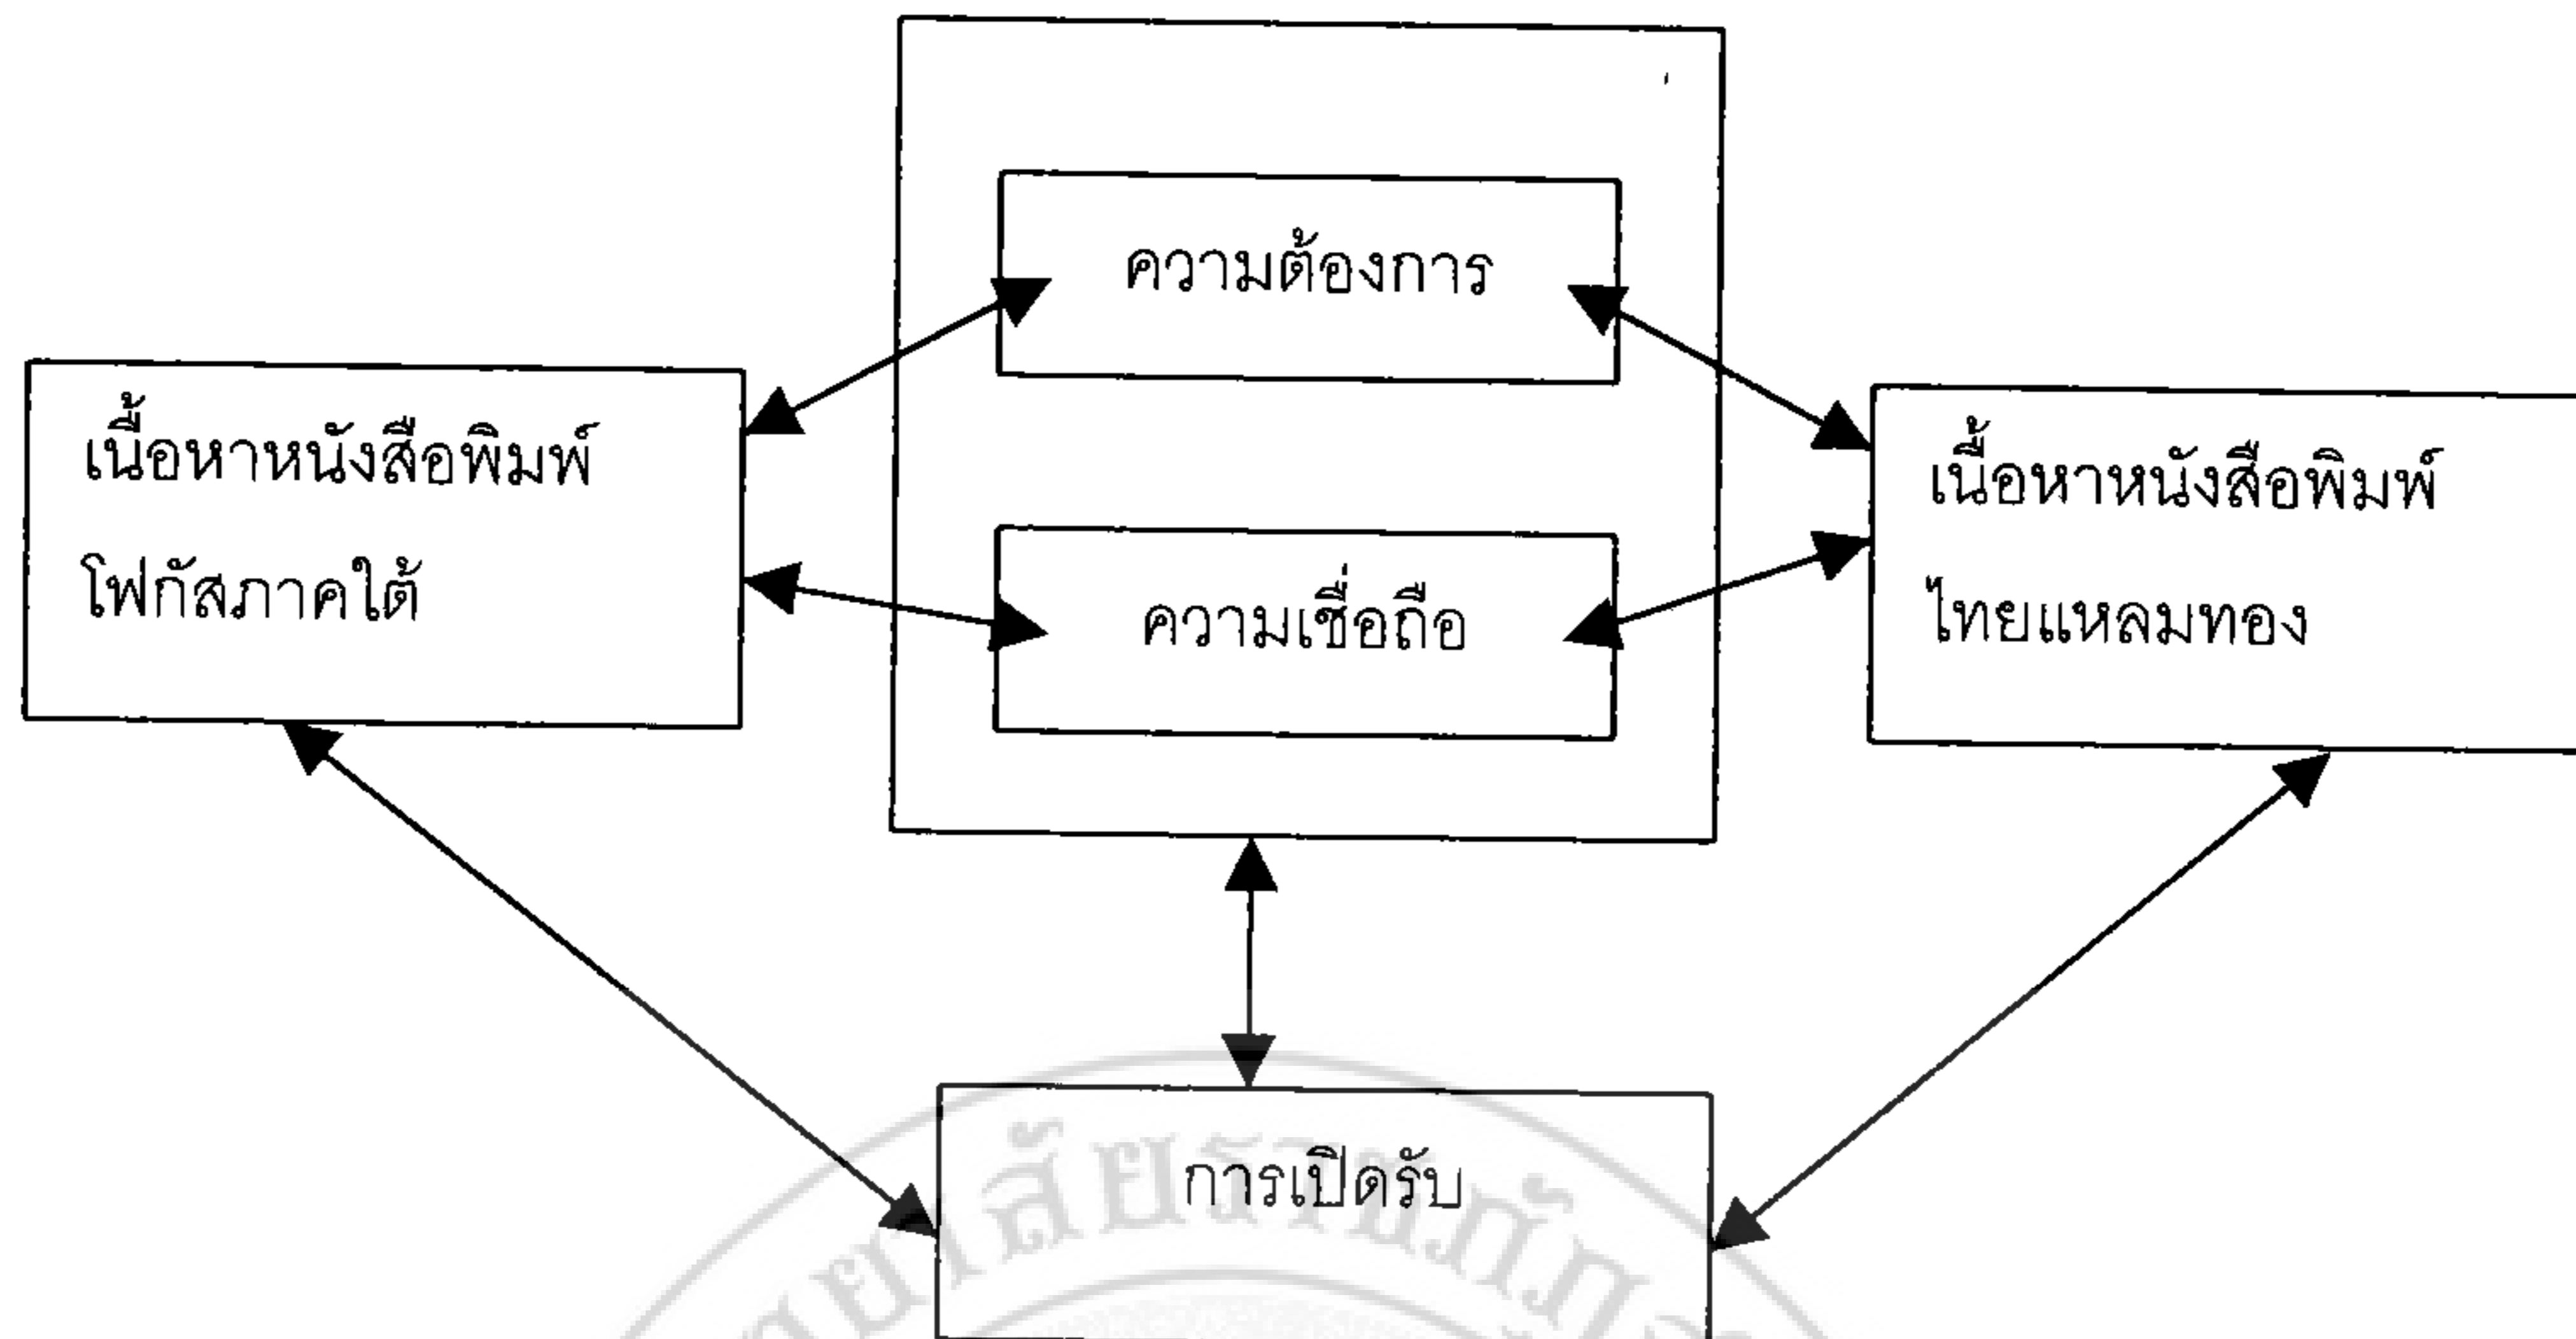 ความต้องการ
เนื้อหาหนังสือพิมพ์
โฟกัสภาคใต้
ความเชื่อถือ
เนื้อหาหนังสือพิมพ์
ไทยแหลมทอง
การเปิดรับ